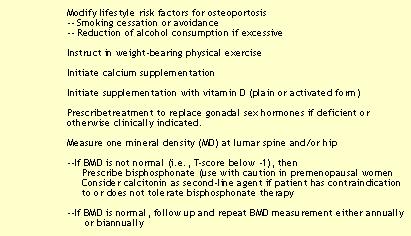 Modify lifestyle risk factors for osteoportosis
-- Smoking cessation or avoidance
-- Reduction of alcohol consumption if excessive
Instruct in weight-bearing physical exercise
Initiate calcium supplementation
Initiate supplementation with vitamin D (plain or activated form)
Prescribetreatment to replace gonadal sex hormones if deficient or
otherwise clinically indicated.
Measure one mineral density (MD) at lumar spine and/or hip
--If BMD is not normal (i.e., T-score below -1), then
Prescribe bisphosphonate (use with caution in premenopausal women
Consider calcitonin as second-line agent if patient has contraindication
to or does not tolerate bisphosphonate therapy
--If BMD is normal, follow up and repeat BMD measurement either annually
or biannually